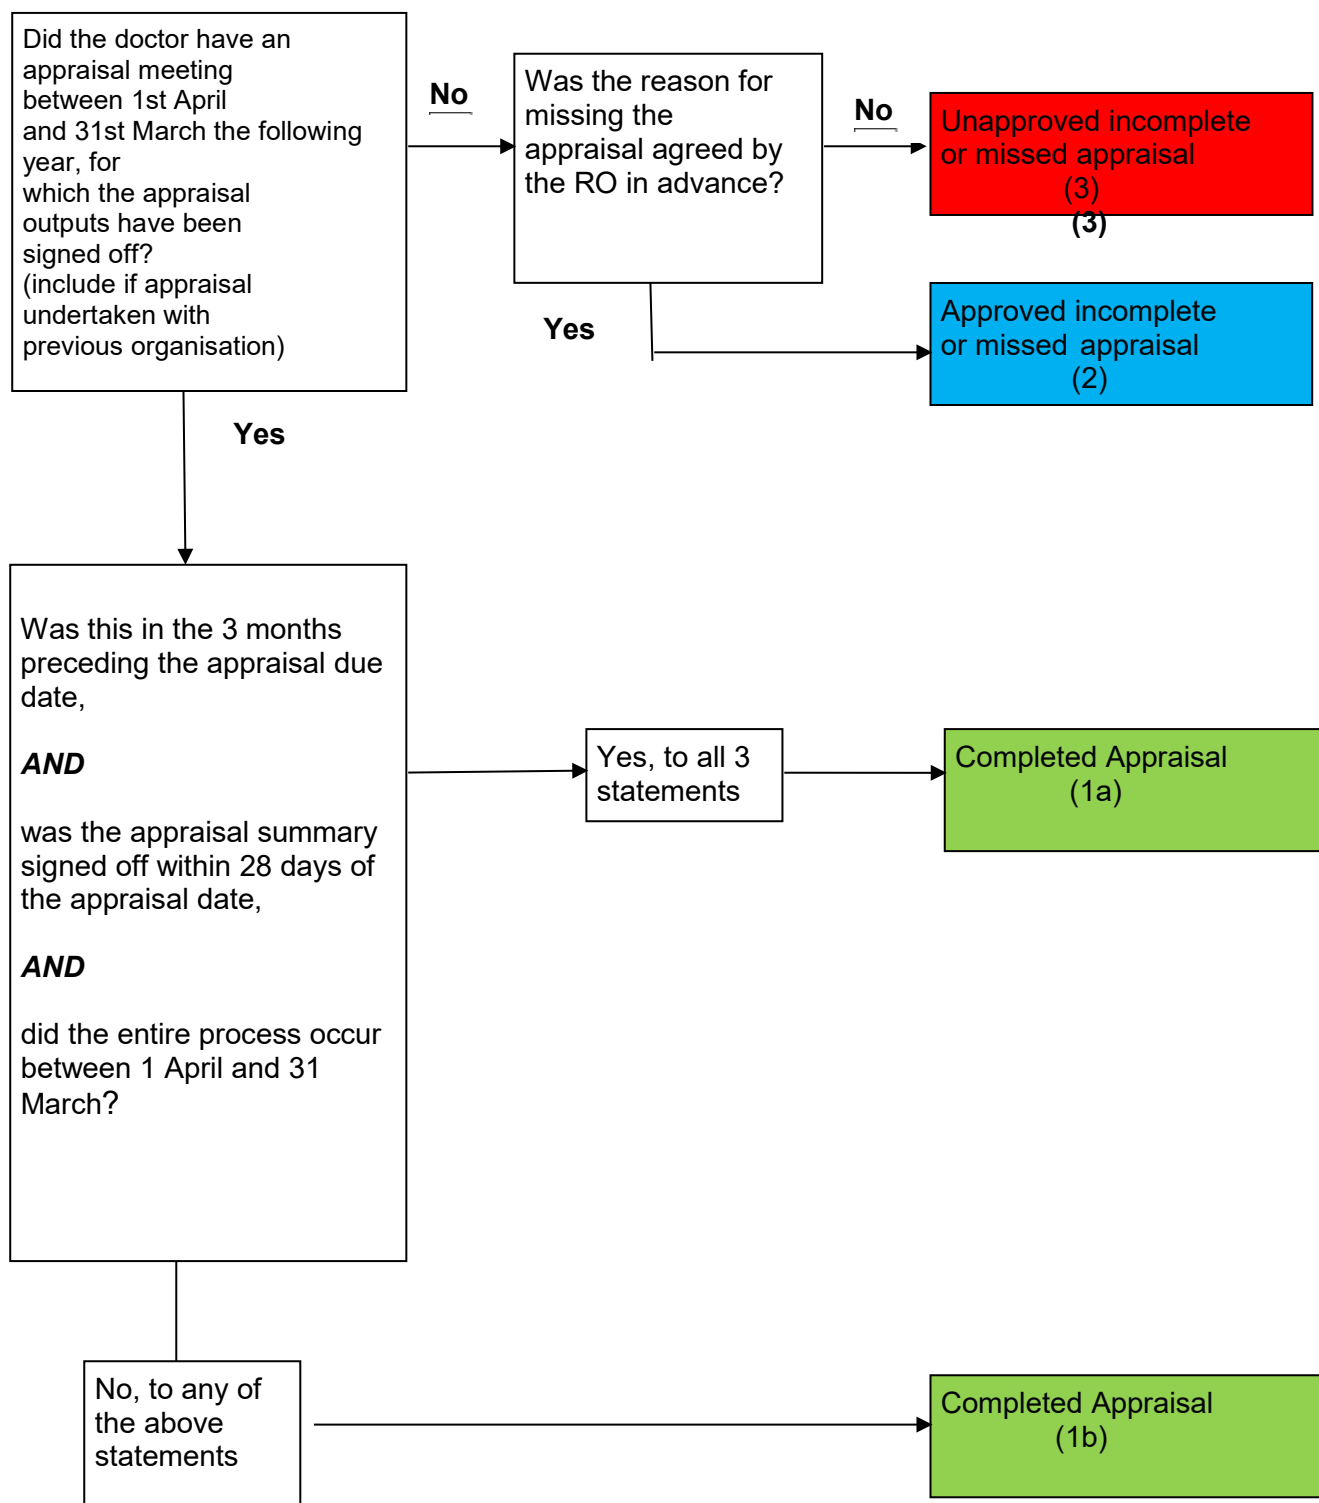 Did the doctor have an
appraisal meeting
between 1st April
and 31st March the following
year, for
which the appraisal
outputs have been
signed off?
(include if appraisal
undertaken with
previous organisation)
No
Was the reason for
missing the
appraisal agreed by
the RO in advance?
No
Unapproved incomplete
or missed appraisal
(3)
(3)
Yes
Approved incomplete
or missed appraisal
(2)
Yes
Was this in the 3 months
preceding the appraisal due
date,
AND
was the appraisal summary
signed off within 28 days of
the appraisal date,
AND
did the entire process occur
between 1 April and 31
March?
Yes, to all 3
statements
Completed Appraisal
(1a)
No, to any of
the above
statements
Completed Appraisal
(1b)